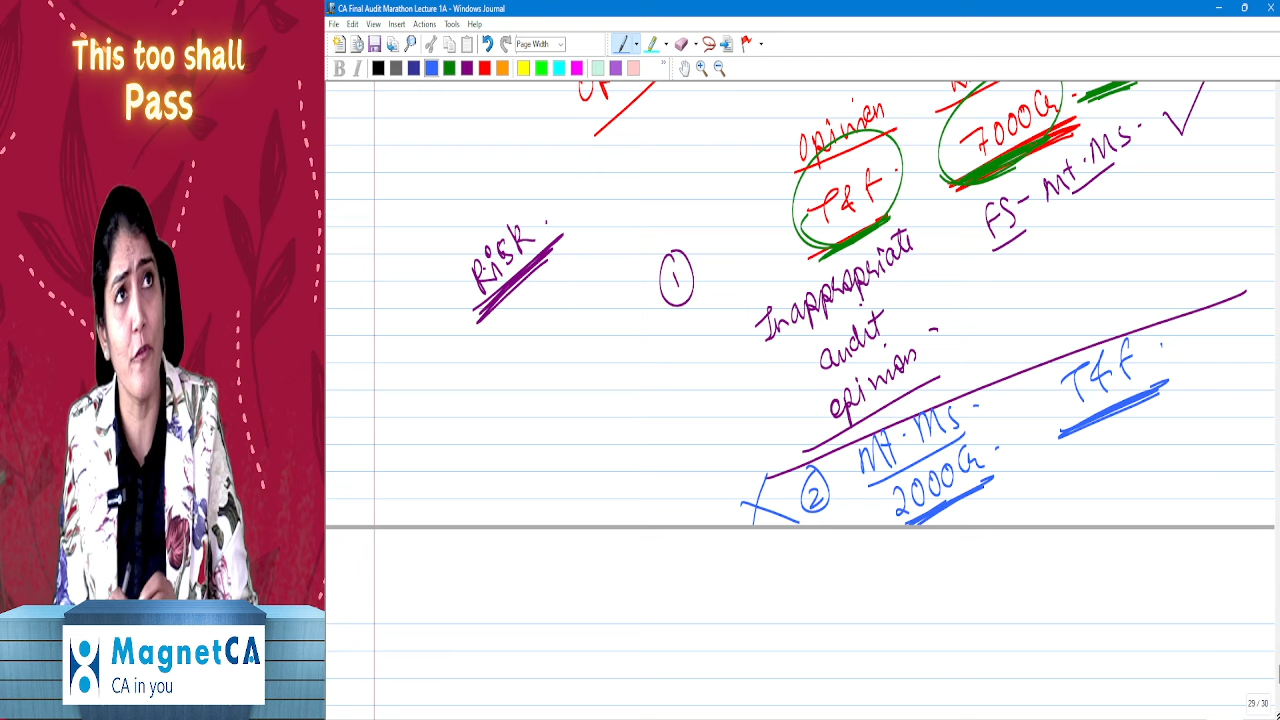 This too shall
Pass
MagnetCA
CA in you
CA Final Audit Marathon Lecture 1A - Windows Journal
File Edit View Insert Actions Tools Help
Page Width
B I
Opinion
T & F.
7000Cr.
FS - Mt. Ms.
Risk.
1
Inappropriate
audit
opinion
T & F.
Mt. Ms.
2
2000Cr.
29 / 30